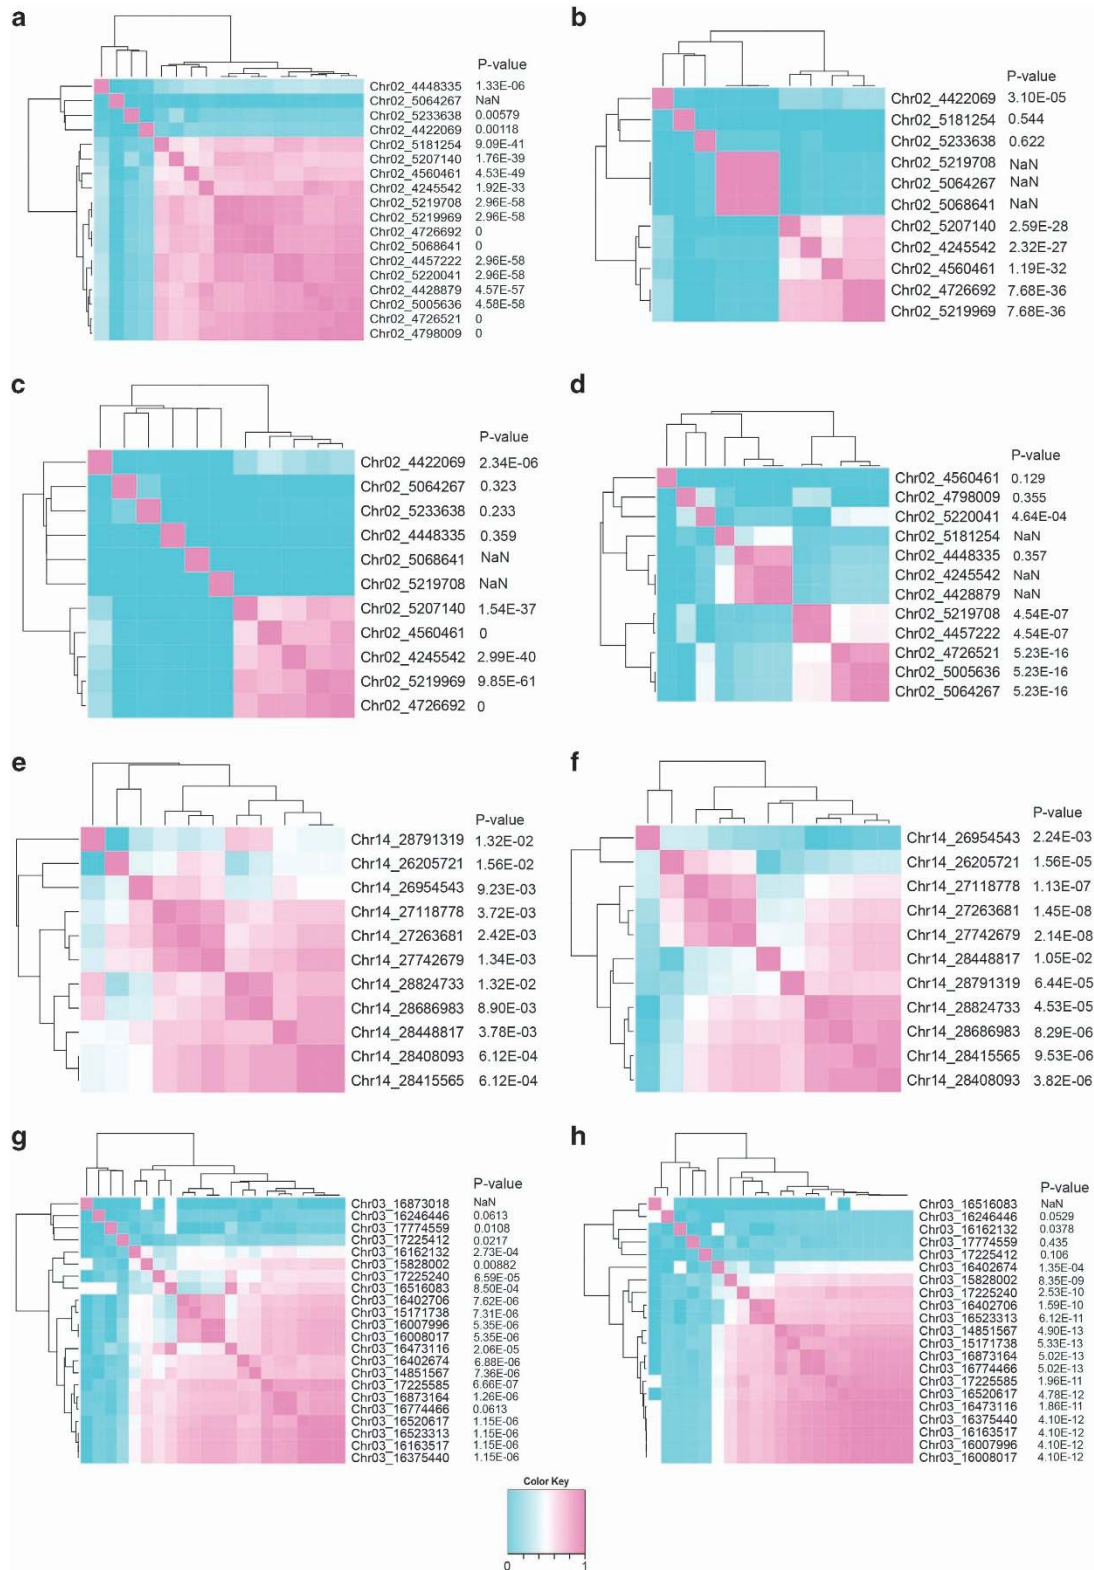 a
P-value
Chr02_4448335 1.33E-06
Chr02_5064267 NaN
Chr02_5233638 0.00579
Chr02_4422069 0.00118
Chr02_5181254 9.09E-41
Chr02_5207140 1.76E-39
Chr02_4560461 4.53E-49
Chr02_4245542 1.92E-33
Chr02_5219708 2.96E-58
Chr02_5219969 2.96E-58
Chr02_4726692 0
Chr02_5068641 0
Chr02_4457222 2.96E-58
Chr02_5220041 2.96E-58
Chr02_4428879 4.57E-57
Chr02_5005636 4.58E-58
Chr02_4726521 0
Chr02_4798009 0
b
P-value
Chr02_4422069 3.10E-05
Chr02_5181254 0.544
Chr02_5233638 0.622
Chr02_5219708 NaN
Chr02_5064267 NaN
Chr02_5068641 NaN
Chr02_5207140 2.59E-28
Chr02_4245542 2.32E-27
Chr02_4560461 1.19E-32
Chr02_4726692 7.68E-36
Chr02_5219969 7.68E-36
c
P-value
Chr02_4422069 2.34E-06
Chr02_5064267 0.323
Chr02_5233638 0.233
Chr02_4448335 0.359
Chr02_5068641 NaN
Chr02_5219708 NaN
Chr02_5207140 1.54E-37
Chr02_4560461 0
Chr02_4245542 2.99E-40
Chr02_5219969 9.85E-61
Chr02_4726692 0
d
P-value
Chr02_4560461 0.129
Chr02_4798009 0.355
Chr02_5220041 4.64E-04
Chr02_5181254 NaN
Chr02_4448335 0.357
Chr02_4245542 NaN
Chr02_4428879 NaN
Chr02_5219708 4.54E-07
Chr02_4457222 4.54E-07
Chr02_4726521 5.23E-16
Chr02_5005636 5.23E-16
Chr02_5064267 5.23E-16
e
P-value
Chr14_28791319 1.32E-02
Chr14_26205721 1.56E-02
Chr14_26954543 9.23E-03
Chr14_27118778 3.72E-03
Chr14_27263681 2.42E-03
Chr14_27742679 1.34E-03
Chr14_28824733 1.32E-02
Chr14_28686983 8.90E-03
Chr14_28448817 3.78E-03
Chr14_28408093 6.12E-04
Chr14_28415565 6.12E-04
f
P-value
Chr14_26954543 2.24E-03
Chr14_26205721 1.56E-05
Chr14_27118778 1.13E-07
Chr14_27263681 1.45E-08
Chr14_27742679 2.14E-08
Chr14_28448817 1.05E-02
Chr14_28791319 6.44E-05
Chr14_28824733 4.53E-05
Chr14_28686983 8.29E-06
Chr14_28415565 9.53E-06
Chr14_28408093 3.82E-06
g
P-value
Chr03_16873018 NaN
Chr03_16246446 0.0613
Chr03_17774559 0.0108
Chr03_17225412 0.0217
Chr03_16162132 2.73E-04
Chr03_15828002 0.00882
Chr03_17225240 6.59E-05
Chr03_16516083 8.50E-04
Chr03_16402706 7.62E-06
Chr03_15171738 7.31E-06
Chr03_16007996 5.35E-06
Chr03_16008017 5.35E-06
Chr03_16473116 2.06E-05
Chr03_16402674 6.88E-06
Chr03_14851567 7.36E-06
Chr03_17225585 6.66E-07
Chr03_16873164 1.26E-06
Chr03_16774466 0.0613
Chr03_16520617 1.15E-06
Chr03_16523313 1.15E-06
Chr03_16163517 1.15E-06
Chr03_16375440 1.15E-06
h
P-value
Chr03_16516083 NaN
Chr03_16246446 0.0529
Chr03_16162132 0.0378
Chr03_17774559 0.435
Chr03_17225412 0.106
Chr03_16402674 1.35E-04
Chr03_15828002 8.35E-09
Chr03_17225240 2.53E-10
Chr03_16402706 1.59E-10
Chr03_16523313 6.12E-11
Chr03_14851567 4.90E-13
Chr03_15171738 5.33E-13
Chr03_16873164 5.02E-13
Chr03_16774466 5.02E-13
Chr03_17225585 1.96E-11
Chr03_16520617 4.78E-12
Chr03_16473116 1.86E-11
Chr03_16375440 4.10E-12
Chr03_16163517 4.10E-12
Chr03_16007996 4.10E-12
Chr03_16008017 4.10E-12
Color Key
0 1